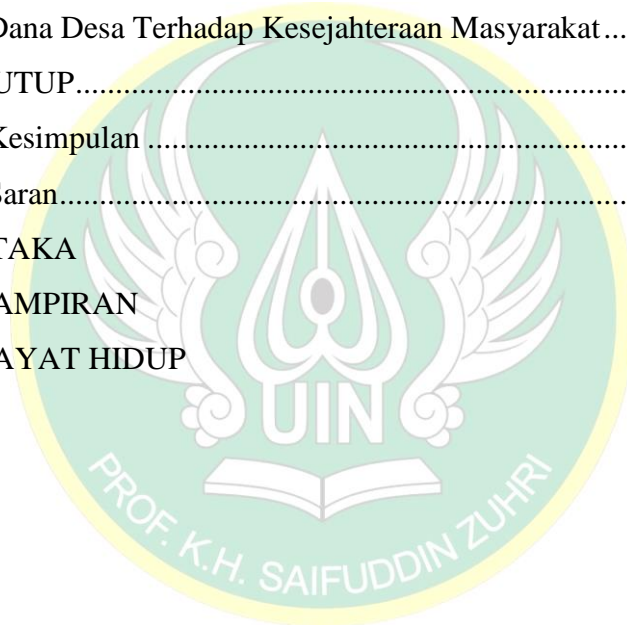 Dana Desa Terhadap Kesejahteraan Masyarakat...
UTUP......................................................................
Kesimpulan ............................................................
Saran.......................................................................
TAKA
AMPIRAN
AYAT HIDUP
UIN
PROF. K.H. SAIFUDDIN ZUHRI